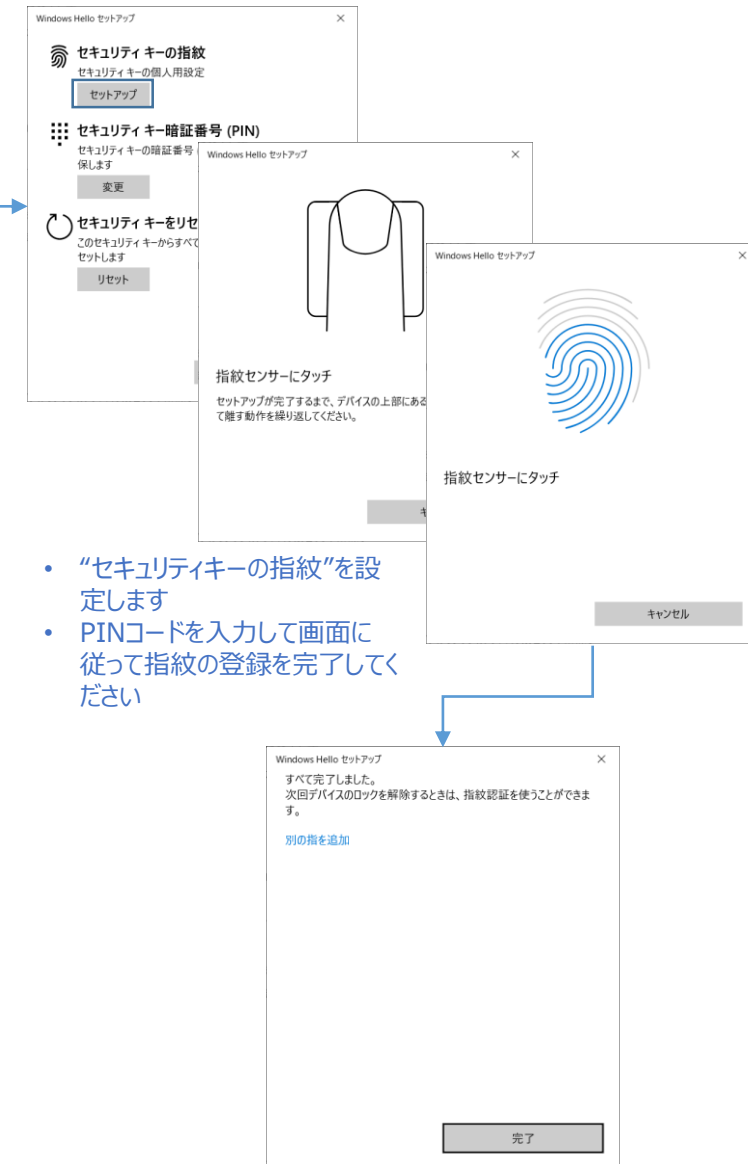 Windows Hello セットアップ
セキュリティ キーの指紋
セキュリティ キーの個人用設定
セットアップ
セキュリティ キー暗証番号 (PIN)
セキュリティ キーの暗証番号
保します
変更
セキュリティ キーをリセ
このセキュリティ キーからすべて
セットします
リセット
Windows Hello セットアップ
指紋センサーにタッチ
セットアップが完了するまで、デバイスの上部にある
て離す動作を繰り返してください。
Windows Hello セットアップ
指紋センサーにタッチ
キャンセル
• “セキュリティキーの指紋”を設
定します
• PINコードを入力して画面に
従って指紋の登録を完了してく
ださい
Windows Hello セットアップ
すべて完了しました。
次回デバイスのロックを解除するときは、指紋認証を使うことができま
す。
別の指を追加
完了